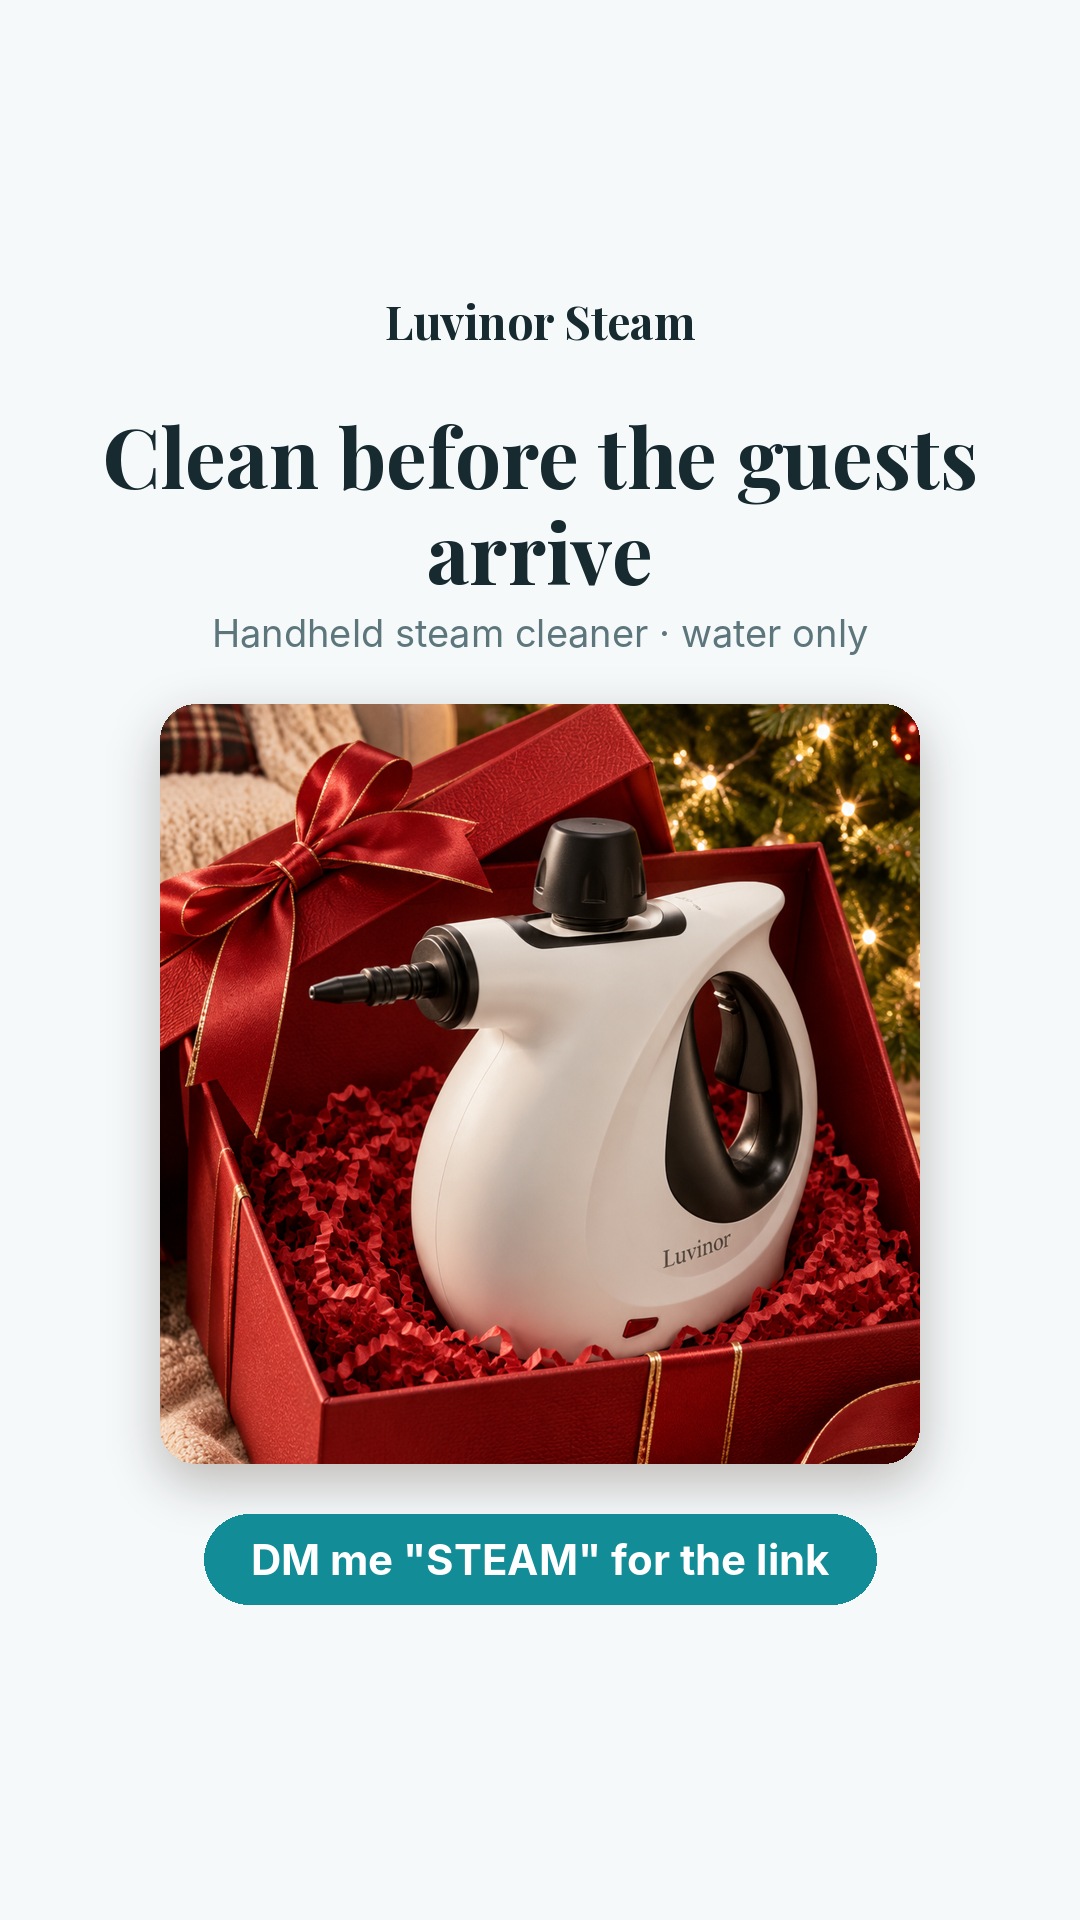 Luvinor Steam
Clean before the guests
arrive
Handheld steam cleaner · water only
Luvinor
DM me "STEAM" for the link